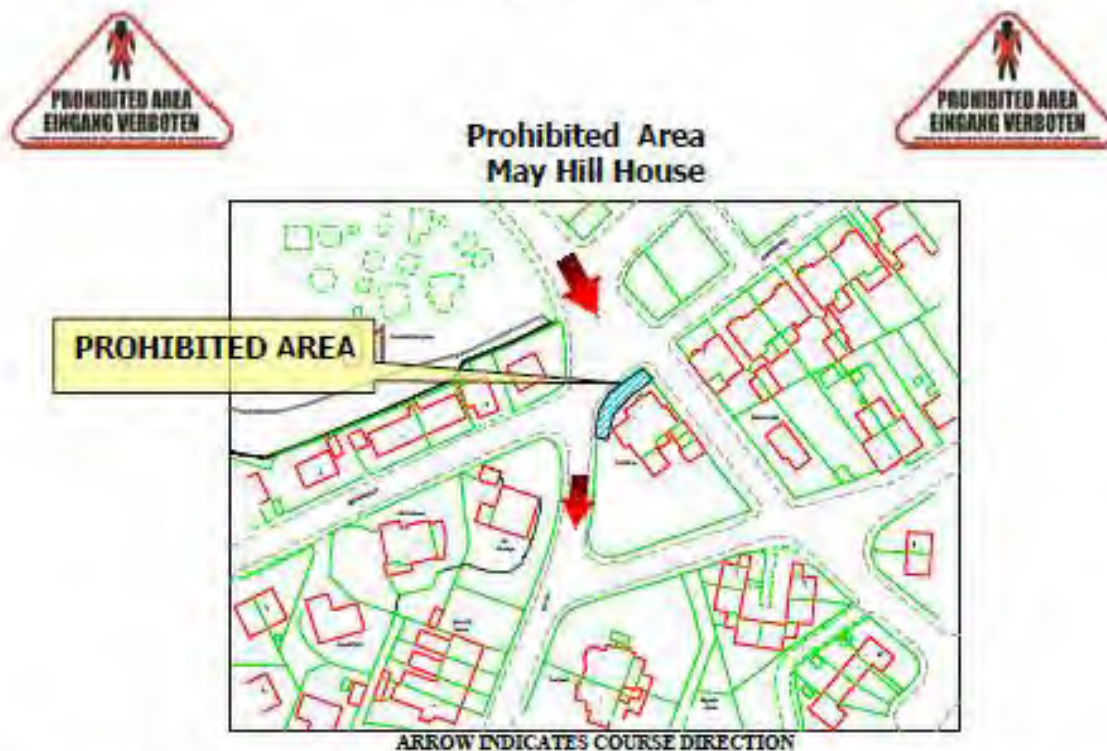 PROHIBITED AREA
EINGANG VERBOTEN
PROHIBITED AREA
EINGANG VERBOTEN
Prohibited Area
May Hill House
PROHIBITED AREA
ARROW INDICATES COURSE DIRECTION